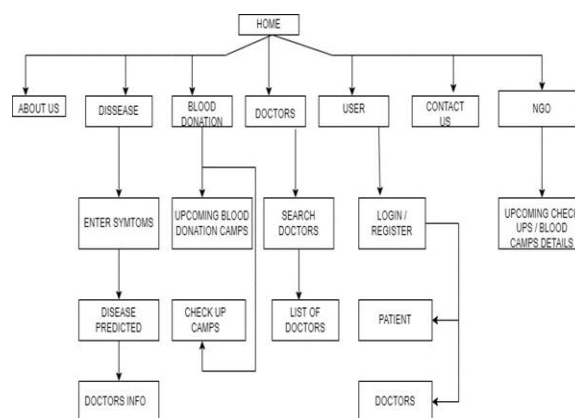 HOME
ABOUT US
DISSEASE
BLOOD
DONATION
DOCTORS
USER
CONTACT
US
NGO
ENTER SYMTOMS
UPCOMING BLOOD
DONATION CAMPS
SEARCH
DOCTORS
LOGIN /
REGISTER
UPCOMING CHECK
UPS / BLOOD
CAMPS DETAILS
DISEASE
PREDICTED
CHECK UP
CAMPS
LIST OF
DOCTORS
PATIENT
DOCTORS INFO
DOCTORS